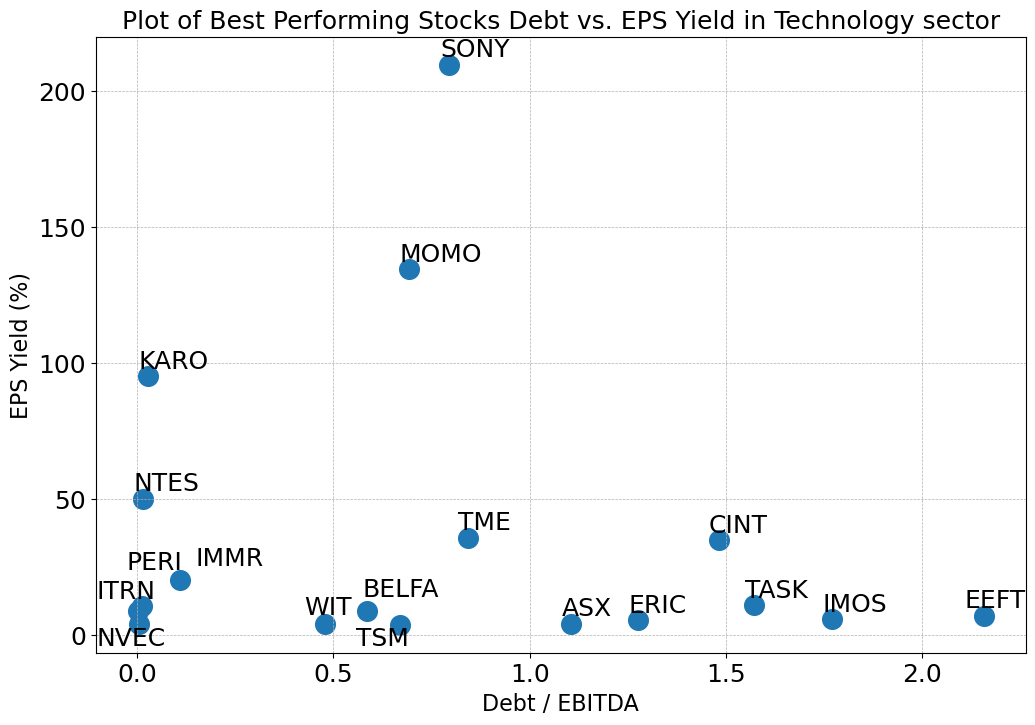 Plot of Best Performing Stocks Debt vs. EPS Yield in Technology sector
SONY
200
MOMO
150
KARO
100
EPS Yield (%)
NTES
50
TME
CINT
PERI
IMMR
ITRN
BELFA
TASK
EEFT
WIT
ASX
ERIC
IMOS
NVEC
TSM
0
0.0 0.5 1.0 1.5 2.0
Debt / EBITDA